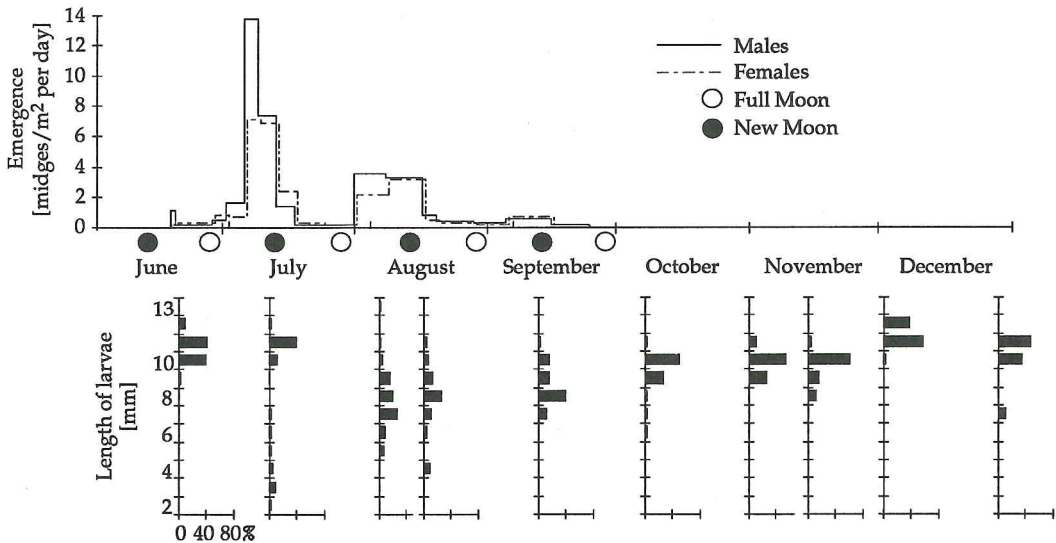 14
12
10
8
6
4
2
0
Emergence
[midges/m² per day]
Males
Females
Full Moon
New Moon
June July August September October November December
13
10
8
6
4
2
Length of larvae
[mm]
0 40 80%